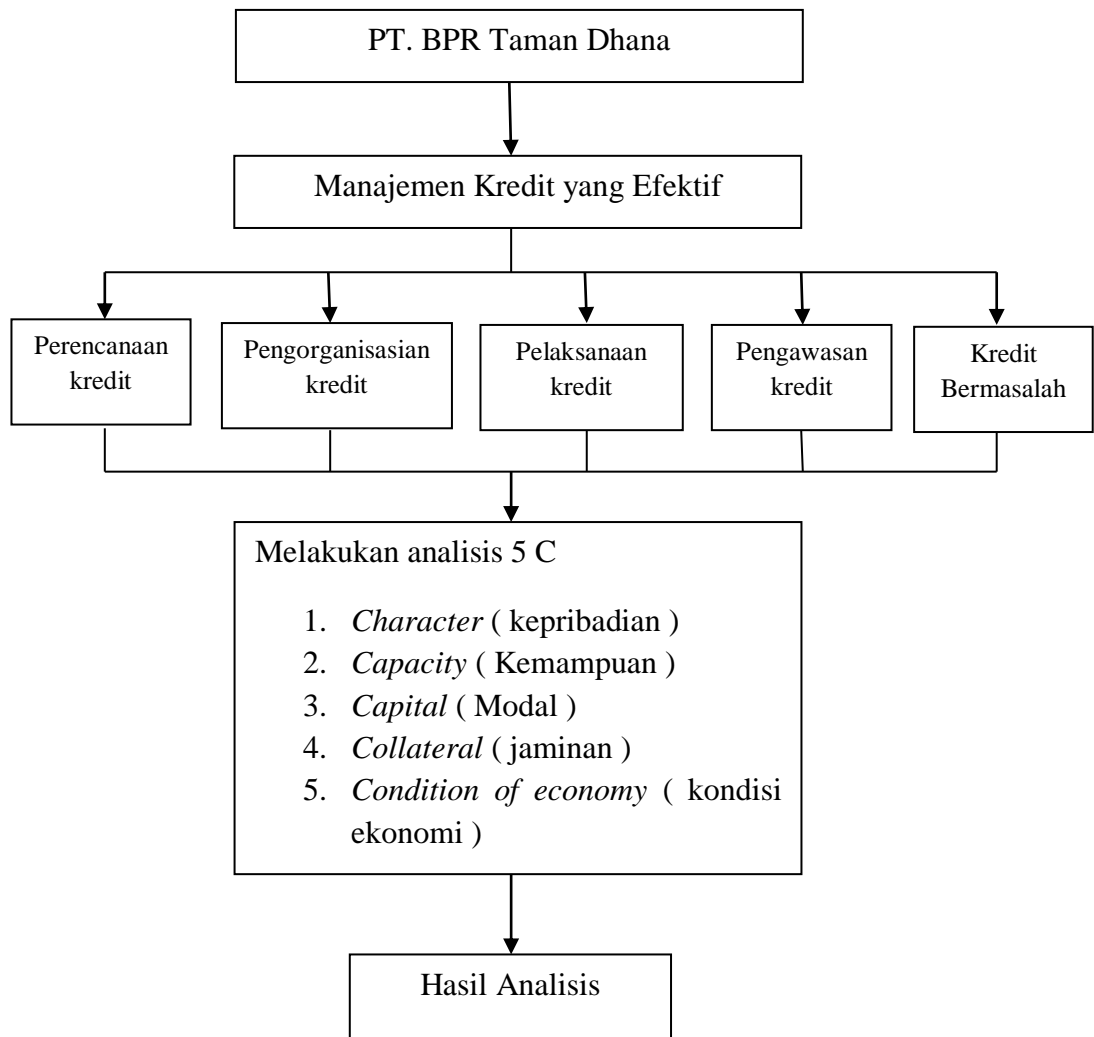 PT. BPR Taman Dhana
Manajemen Kredit yang Efektif
Perencanaan
kredit
Pengorganisasian
kredit
Pelaksanaan
kredit
Pengawasan
kredit
Kredit
Bermasalah
Melakukan analisis 5 C
1. Character ( kepribadian )
2. Capacity ( Kemampuan )
3. Capital ( Modal )
4. Collateral ( jaminan )
5. Condition of economy ( kondisi
ekonomi )
Hasil Analisis